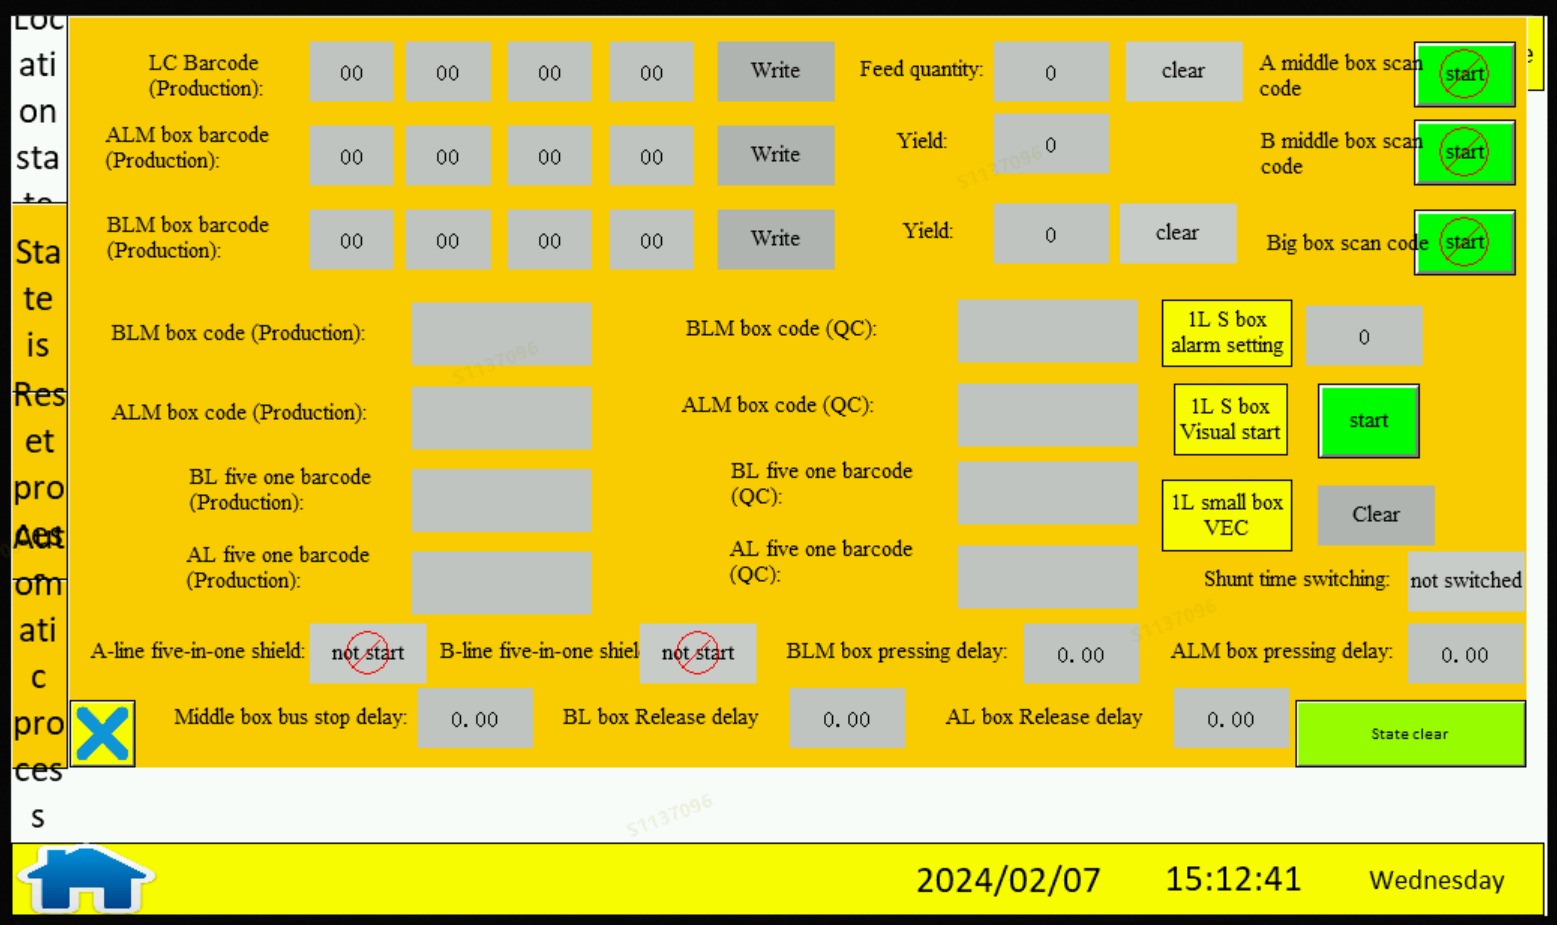 Loc
ati
on
sta
te
Sta
te
is
Res
et
pro
ces
Aut
om
ati
c
pro
ces
s
LC Barcode
(Production):
00 00 00 00
Write
Feed quantity:
0
clear
A middle box scan
code
start
ALM box barcode
(Production):
00 00 00 00
Write
Yield:
0
B middle box scan
code
start
BLM box barcode
(Production):
00 00 00 00
Write
Yield:
0
clear
Big box scan code
start
BLM box code (Production):
BLM box code (QC):
1L S box
alarm setting
0
ALM box code (Production):
ALM box code (QC):
1L S box
Visual start
start
BL five one barcode
(Production):
BL five one barcode
(QC):
1L small box
VEC
Clear
AL five one barcode
(Production):
AL five one barcode
(QC):
Shunt time switching:
not switched
A-line five-in-one shield:
not start
B-line five-in-one shiel
not start
BLM box pressing delay:
0.00
ALM box pressing delay:
0.00
Middle box bus stop delay:
0.00
BL box Release delay
0.00
AL box Release delay
0.00
State clear
2024/02/07 15:12:41 Wednesday
S1137096
S1137096
S1137096
S1137096